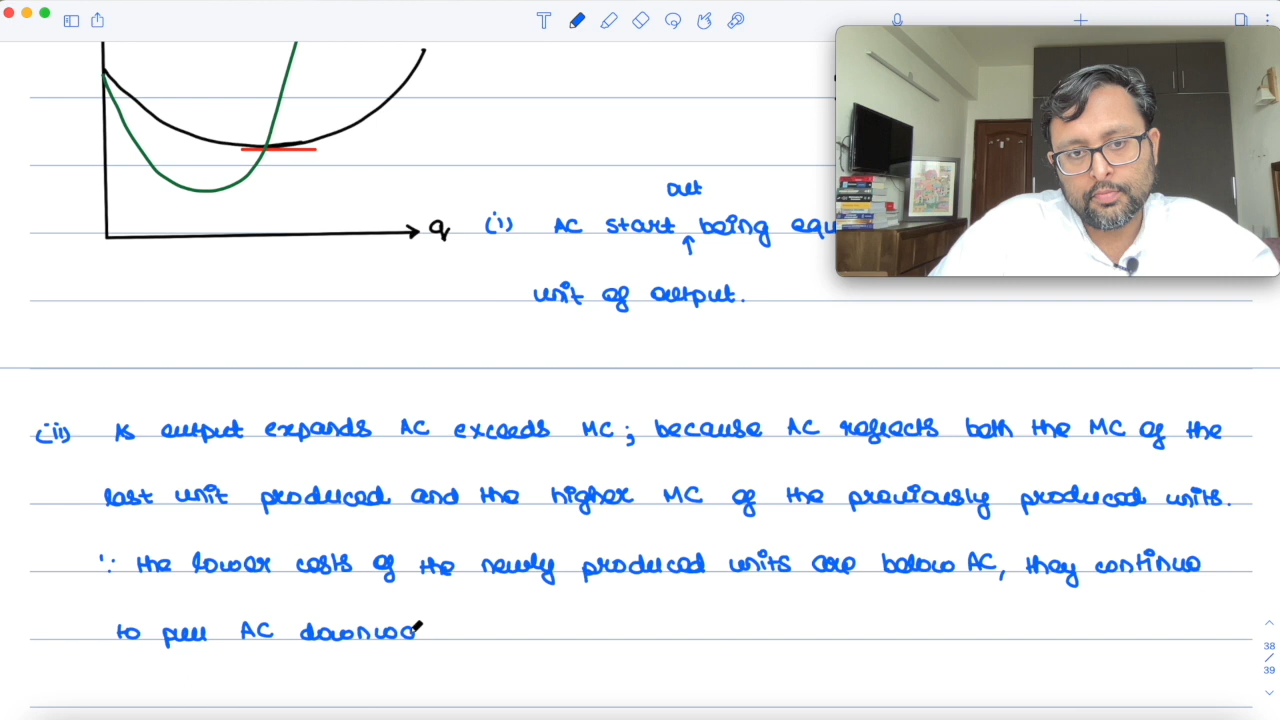 q
out
(i) AC start being equ
unit of output.
(ii) As output expands AC exceeds MC; because AC reflects both the MC of the
last unit produced and the higher MC of the previously produced units.
∵ the lower costs of the newly produced units are below AC, they continue
to pull AC downwa
38
/
39